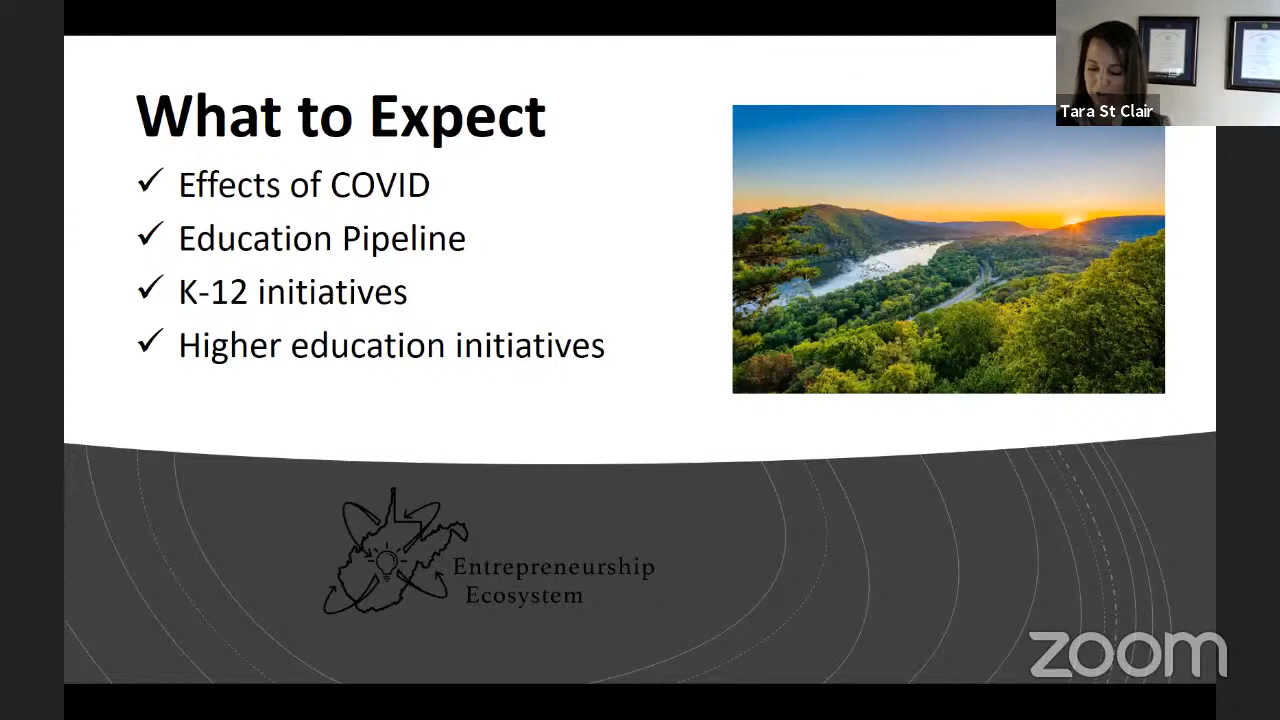 What to Expect
✓ Effects of COVID
✓ Education Pipeline
✓ K-12 initiatives
✓ Higher education initiatives
Tara St Clair
Entrepreneurship
Ecosystem
zoom